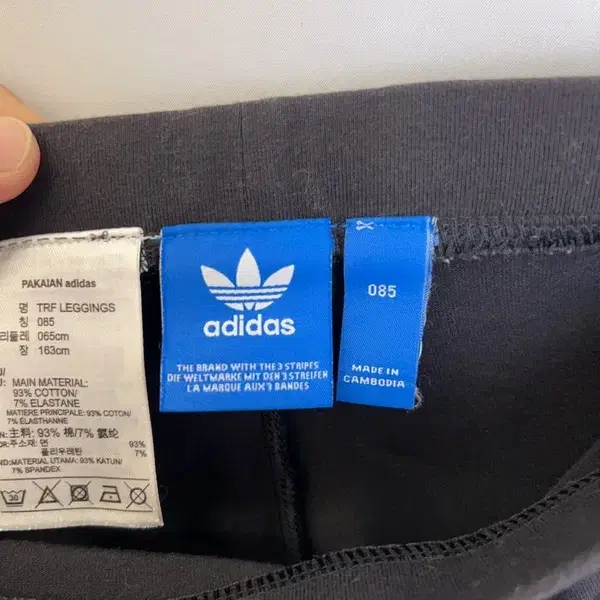 PAKAIAN adidas
명 TRF LEGGINGS
칭 085
리둘레 065cm
장 163cm
U: MAIN MATERIAL:
93% COTTON/
7% ELASTANE
MATIERE PRINCIPALE: 93% COTON/
7% ELASTHANNE
N: 主料: 93% 棉/7% 氨纶
OR:주소재: 면 93%
폴리우레탄 7%
ND:MATERIAL UTAMA: 93% KATUN/
7% SPANDEX
30
adidas
THE BRAND WITH THE 3 STRIPES
DIE WELTMARKE MIT DEN 3 STREIFEN
LA MARQUE AUX 3 BANDES
085
MADE IN
CAMBODIA